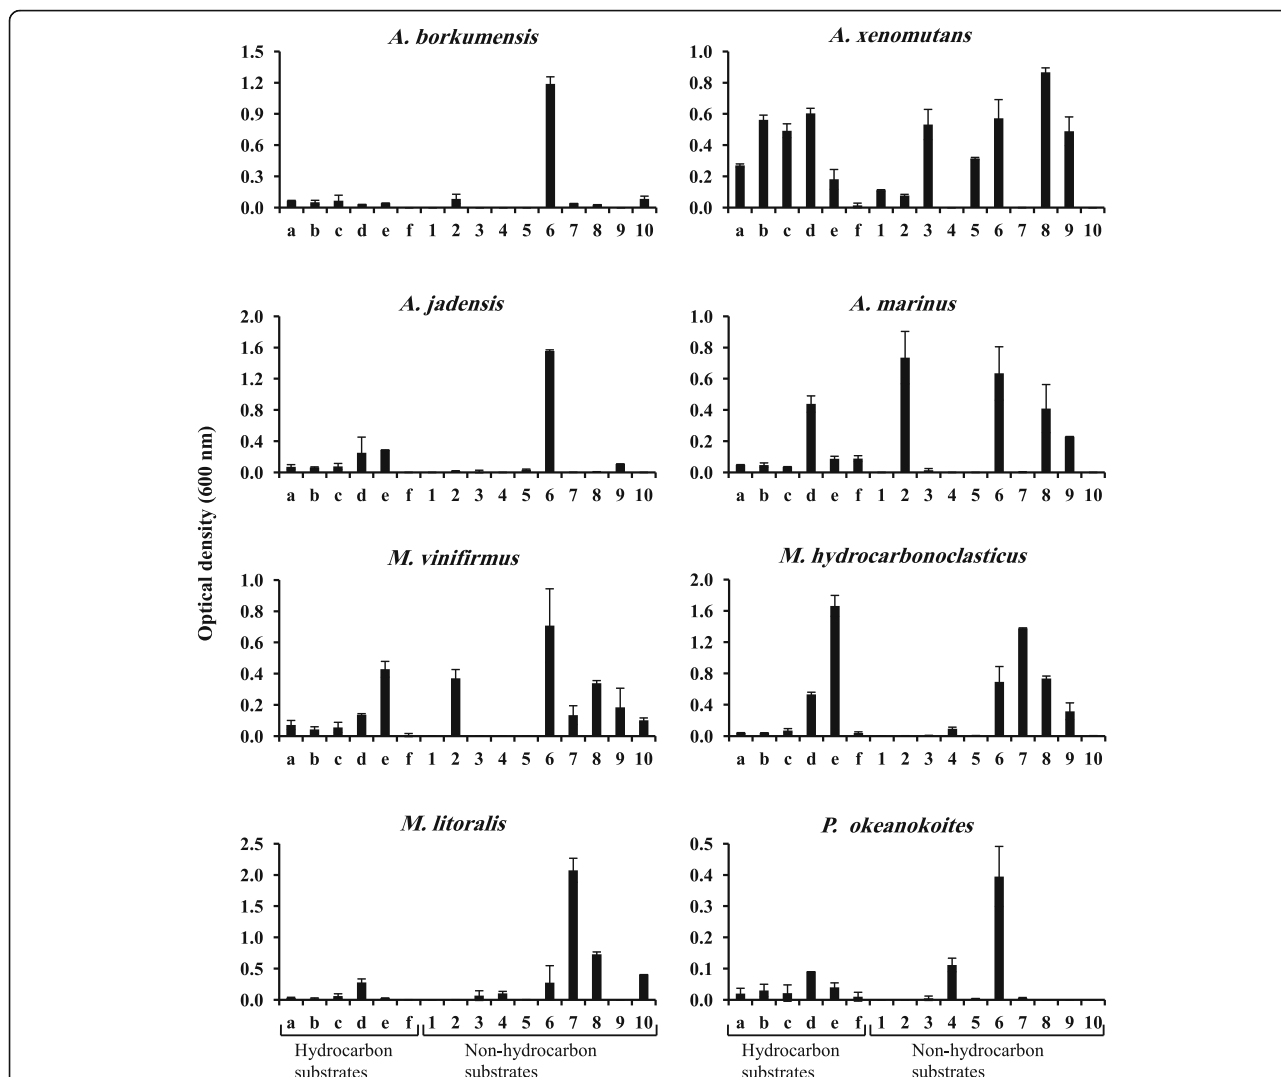 A. borkumensis
1.5
1.2
0.9
0.6
0.3
0.0
a b c d e f 1 2 3 4 5 6 7 8 9 10
A. xenomutans
1.0
0.8
0.6
0.4
0.2
0.0
a b c d e f 1 2 3 4 5 6 7 8 9 10
A. jadensis
2.0
1.6
1.2
0.8
0.4
0.0
a b c d e f 1 2 3 4 5 6 7 8 9 10
A. marinus
1.0
0.8
0.6
0.4
0.2
0.0
a b c d e f 1 2 3 4 5 6 7 8 9 10
Optical density (600 nm)
M. vinifirmus
1.0
0.8
0.6
0.4
0.2
0.0
a b c d e f 1 2 3 4 5 6 7 8 9 10
M. hydrocarbonoclasticus
2.0
1.6
1.2
0.8
0.4
0.0
a b c d e f 1 2 3 4 5 6 7 8 9 10
M. litoralis
2.5
2.0
1.5
1.0
0.5
0.0
a b c d e f 1 2 3 4 5 6 7 8 9 10
Hydrocarbon
substrates
Non-hydrocarbon
substrates
P. okeanokoites
0.5
0.4
0.3
0.2
0.1
0.0
a b c d e f 1 2 3 4 5 6 7 8 9 10
Hydrocarbon
substrates
Non-hydrocarbon
substrates